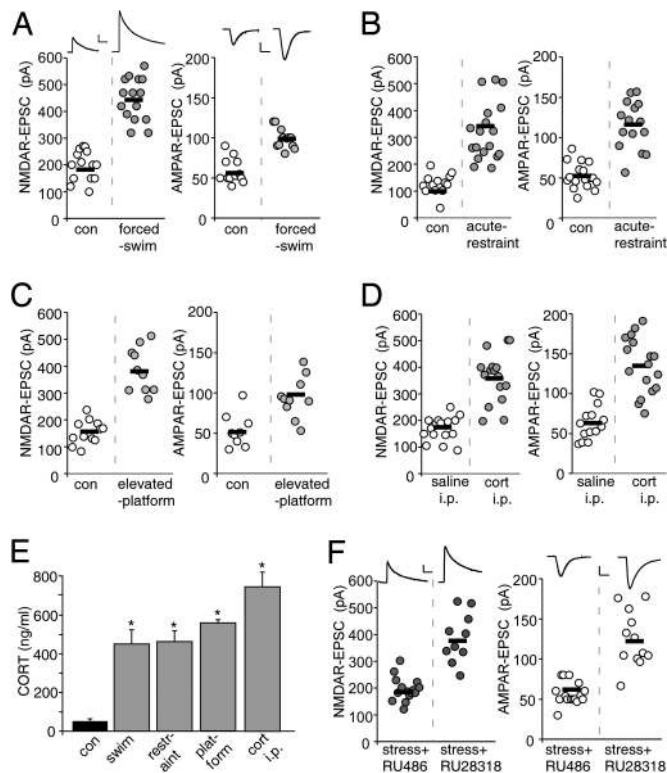 A
B
NMDAR-EPSC (pA)
600
500
400
300
200
100
0
con
forced
-swim
AMPAR-EPSC (pA)
200
150
100
50
0
con
forced
-swim
NMDAR-EPSC (pA)
600
500
400
300
200
100
0
con
acute-
restraint
AMPAR-EPSC (pA)
200
150
100
50
0
con
acute-
restraint
C
D
NMDAR-EPSC (pA)
600
500
400
300
200
100
0
con
elevated
-platform
AMPAR-EPSC (pA)
200
150
100
50
0
con
elevated
-platform
NMDAR-EPSC (pA)
600
500
400
300
200
100
0
saline
i.p.
cort
i.p.
AMPAR-EPSC (pA)
200
150
100
50
0
saline
i.p.
cort
i.p.
E
F
CORT (ng/ml)
800
600
400
200
0
*
*
*
*
con
swim
restr-
aint
plat-
form
cort
i.p.
NMDAR-EPSC (pA)
600
500
400
300
200
100
0
stress+
RU486
stress+
RU28318
AMPAR-EPSC (pA)
200
150
100
50
0
stress+
RU486
stress+
RU28318